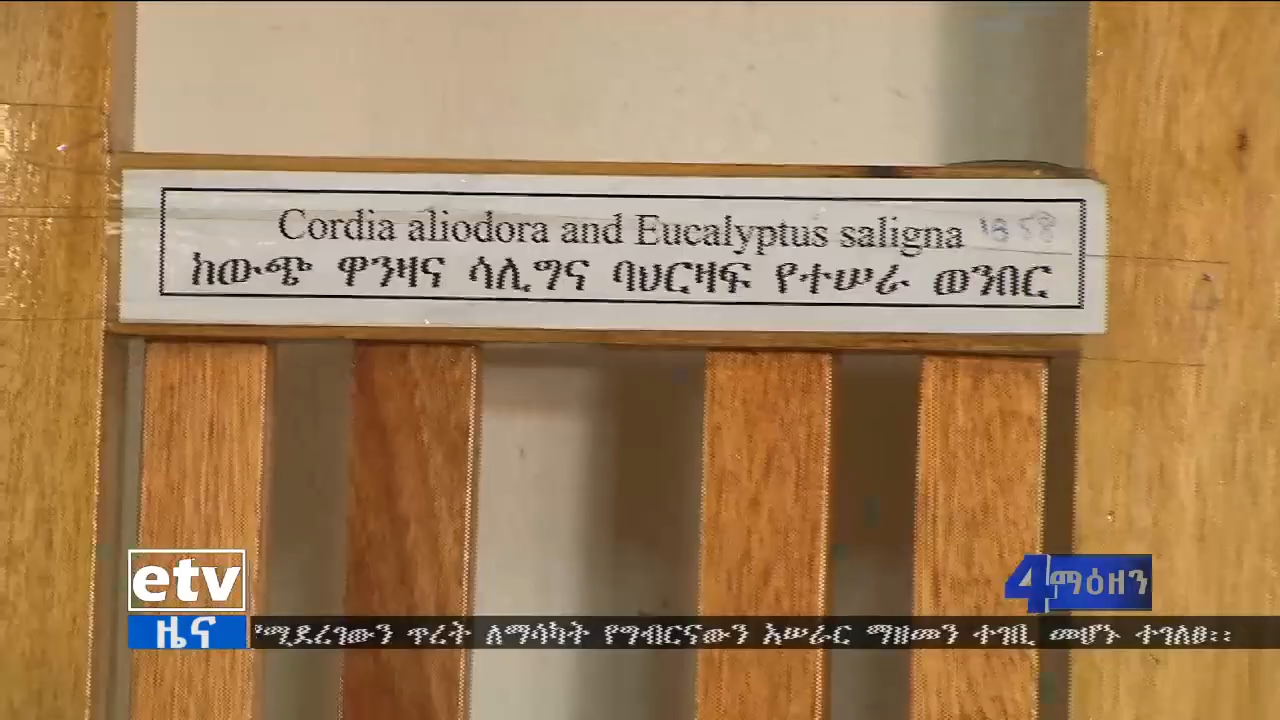 Cordia aliodora and Eucalyptus saligna 1858
ከውጭ ዋንዛና ሳሊግና ባህርዛፍ የተሠራ ወንበር
etv
4ማዕዘን
ዜና
የሚደረገውን ጥረት ለማሳካት የግብርናውን አሠራር ማዘመን ተገቢ መሆኑ ተገለፀ፡፡